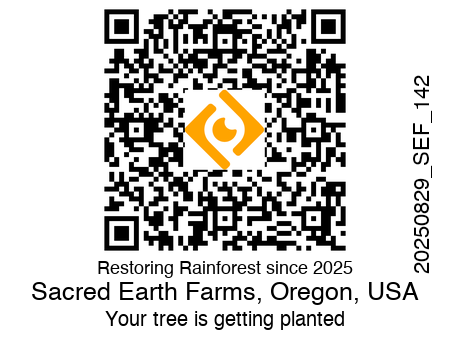 Restoring Rainforest since 2025
Sacred Earth Farms, Oregon, USA
Your tree is getting planted
20250829_SEF_142